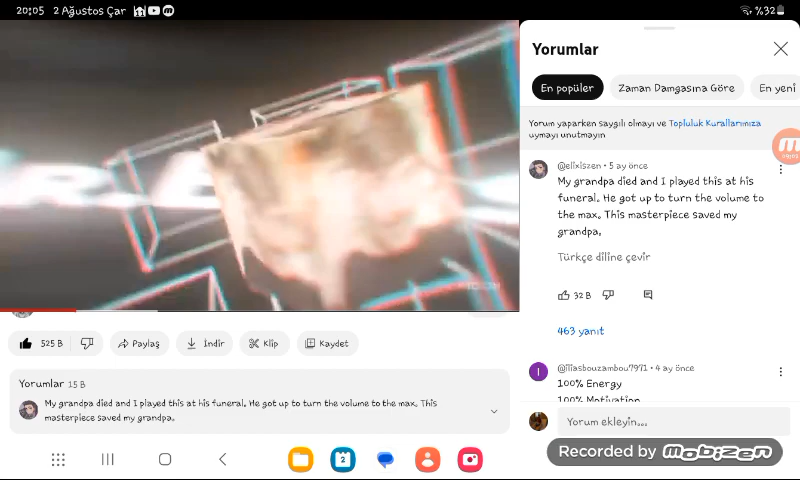 20:05 2 Ağustos Çar
%32
Yorumlar
En popüler
Zaman Damgasına Göre
En yeni
Yorum yaparken saygılı olmayı ve Topluluk Kurallarımıza
uymayı unutmayın
@elixiszen • 5 ay önce
My grandpa died and I played this at his
funeral. He got up to turn the volume to
the max. This masterpiece saved my
grandpa.
Türkçe diline çevir
32 B
463 yanıt
@iliasbouzambou7971 • 4 ay önce
100% Energy
100% Motivation
Yorum ekleyin...
525 B
Paylaş
İndir
Klip
Kaydet
Yorumlar 15 B
My grandpa died and I played this at his funeral. He got up to turn the volume to the max. This
masterpiece saved my grandpa.
2
Recorded by mobizen